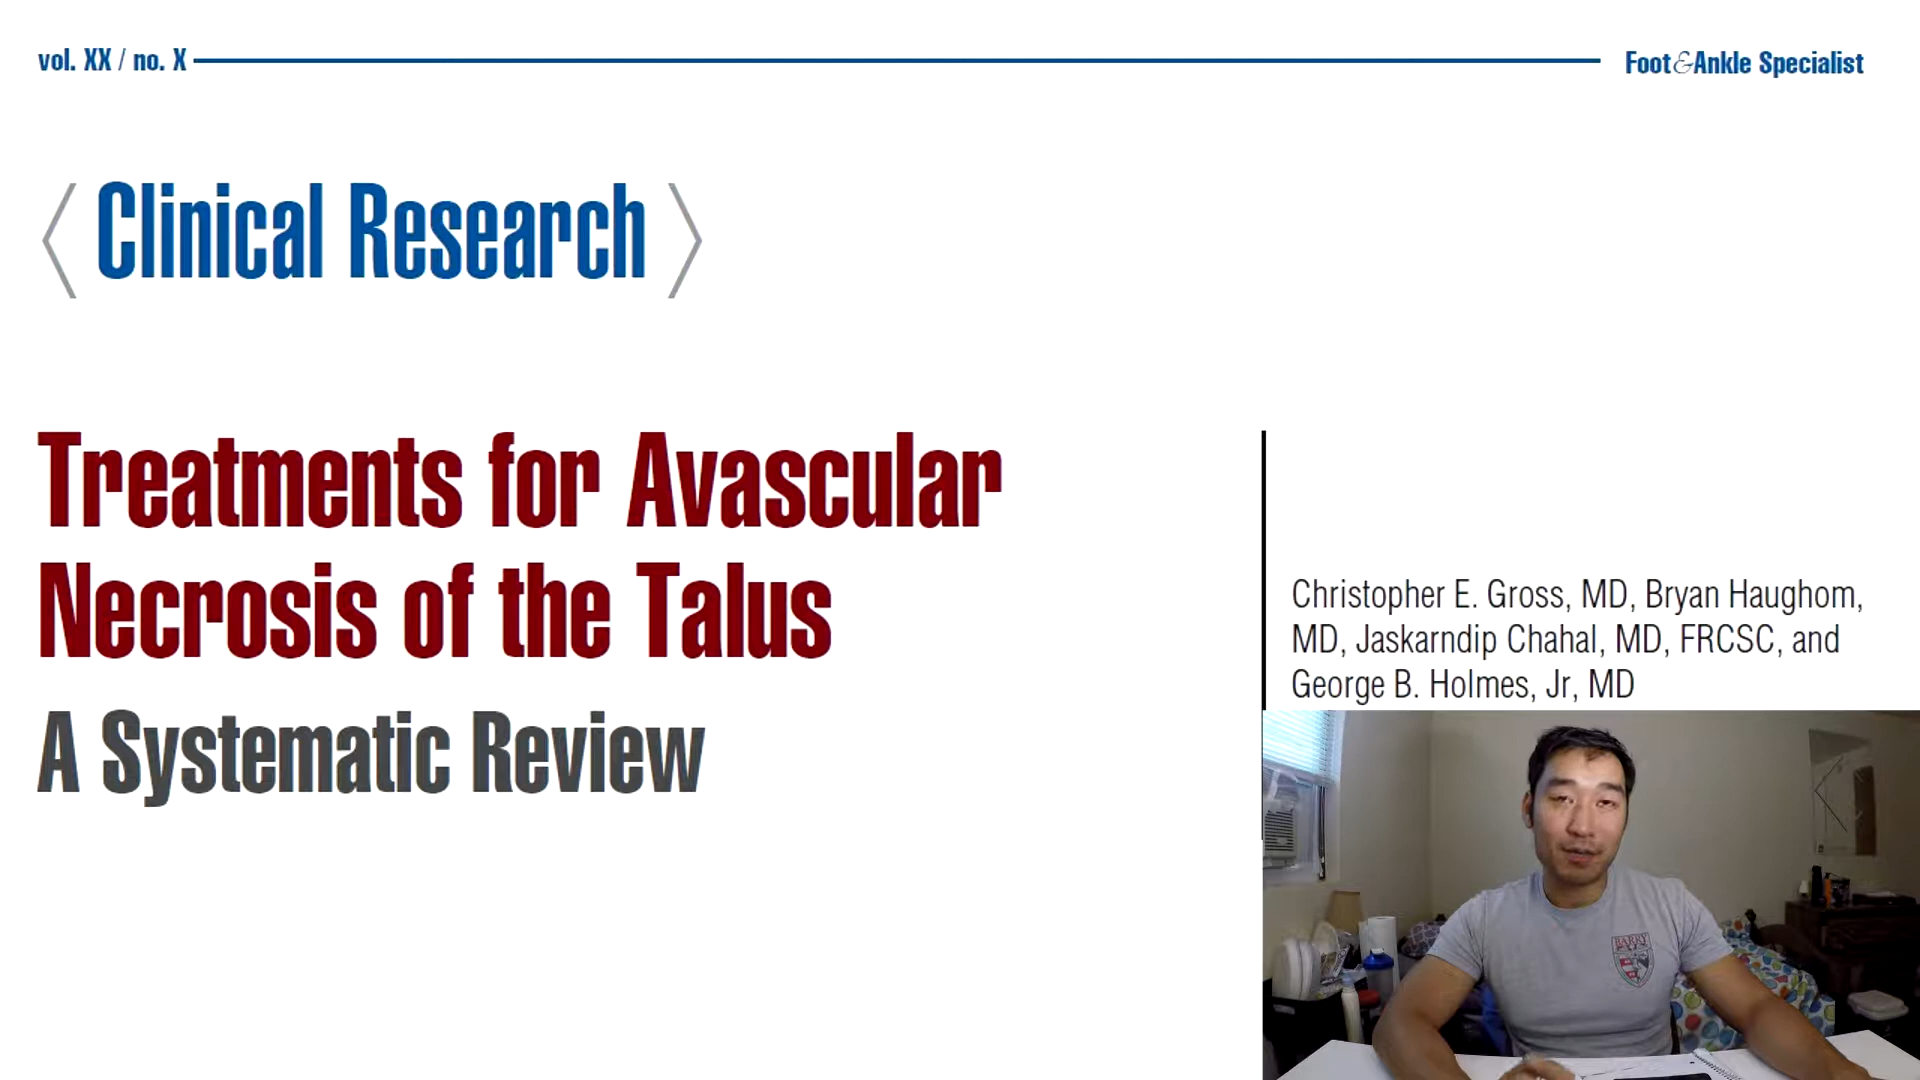 vol. XX / no. X
Foot&Ankle Specialist
〈Clinical Research〉
Treatments for Avascular
Necrosis of the Talus
A Systematic Review
Christopher E. Gross, MD, Bryan Haughom,
MD, Jaskarndip Chahal, MD, FRCSC, and
George B. Holmes, Jr, MD
BARRY